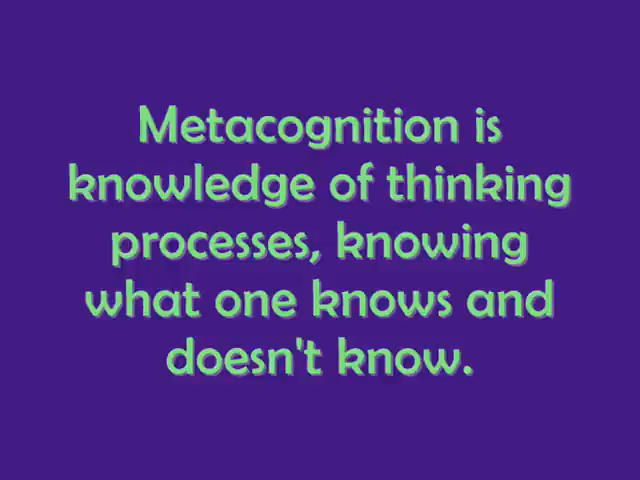 Metacognition is
knowledge of thinking
processes, knowing
what one knows and
doesn't know.